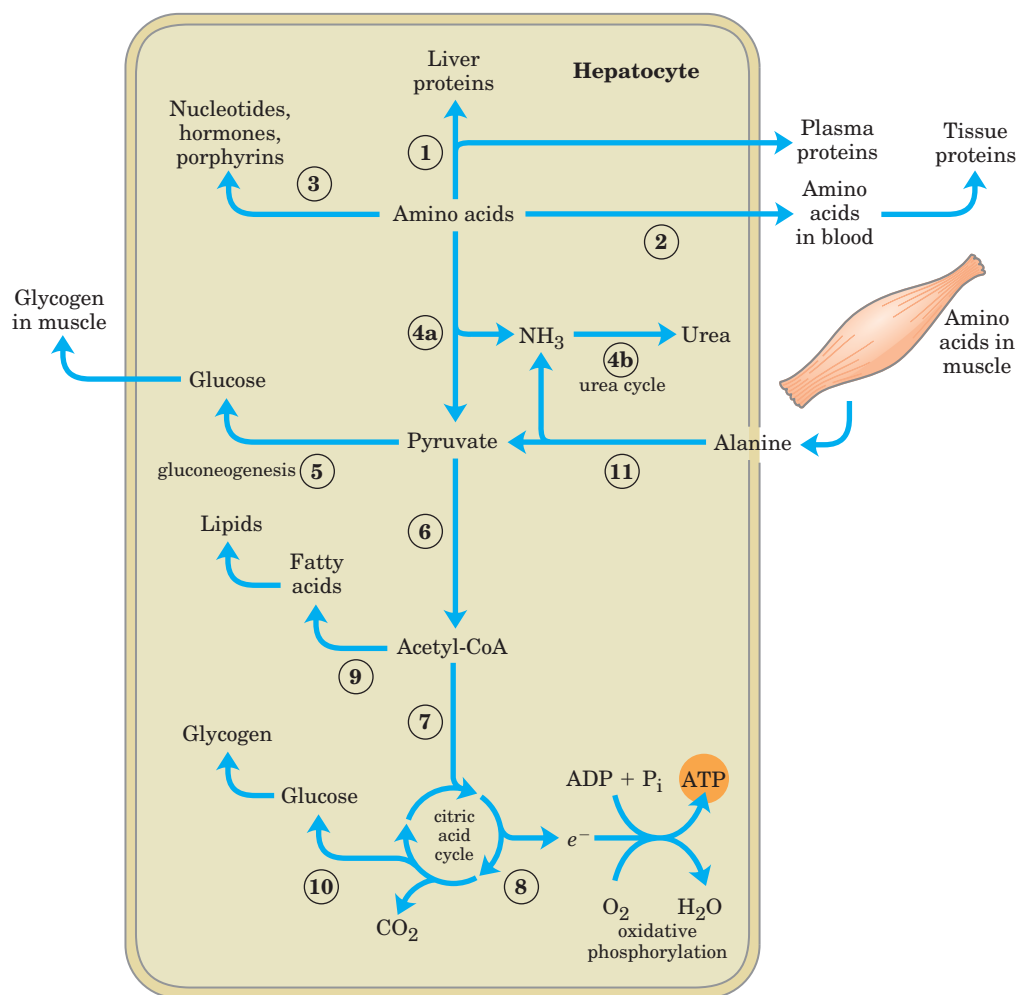 Liver
proteins
Hepatocyte
Nucleotides,
hormones,
porphyrins
1
Plasma
proteins
Tissue
proteins
3
Amino acids
2
Amino
acids
in blood
Glycogen
in muscle
4a
NH3
4b
urea cycle
Urea
Amino
acids in
muscle
Glucose
Pyruvate
Alanine
gluconeogenesis 5
11
6
Lipids
Fatty
acids
Acetyl-CoA
9
7
Glycogen
Glucose
citric
acid
cycle
ADP + Pi
ATP
e−
10
8
CO2
O2
H2O
oxidative
phosphorylation